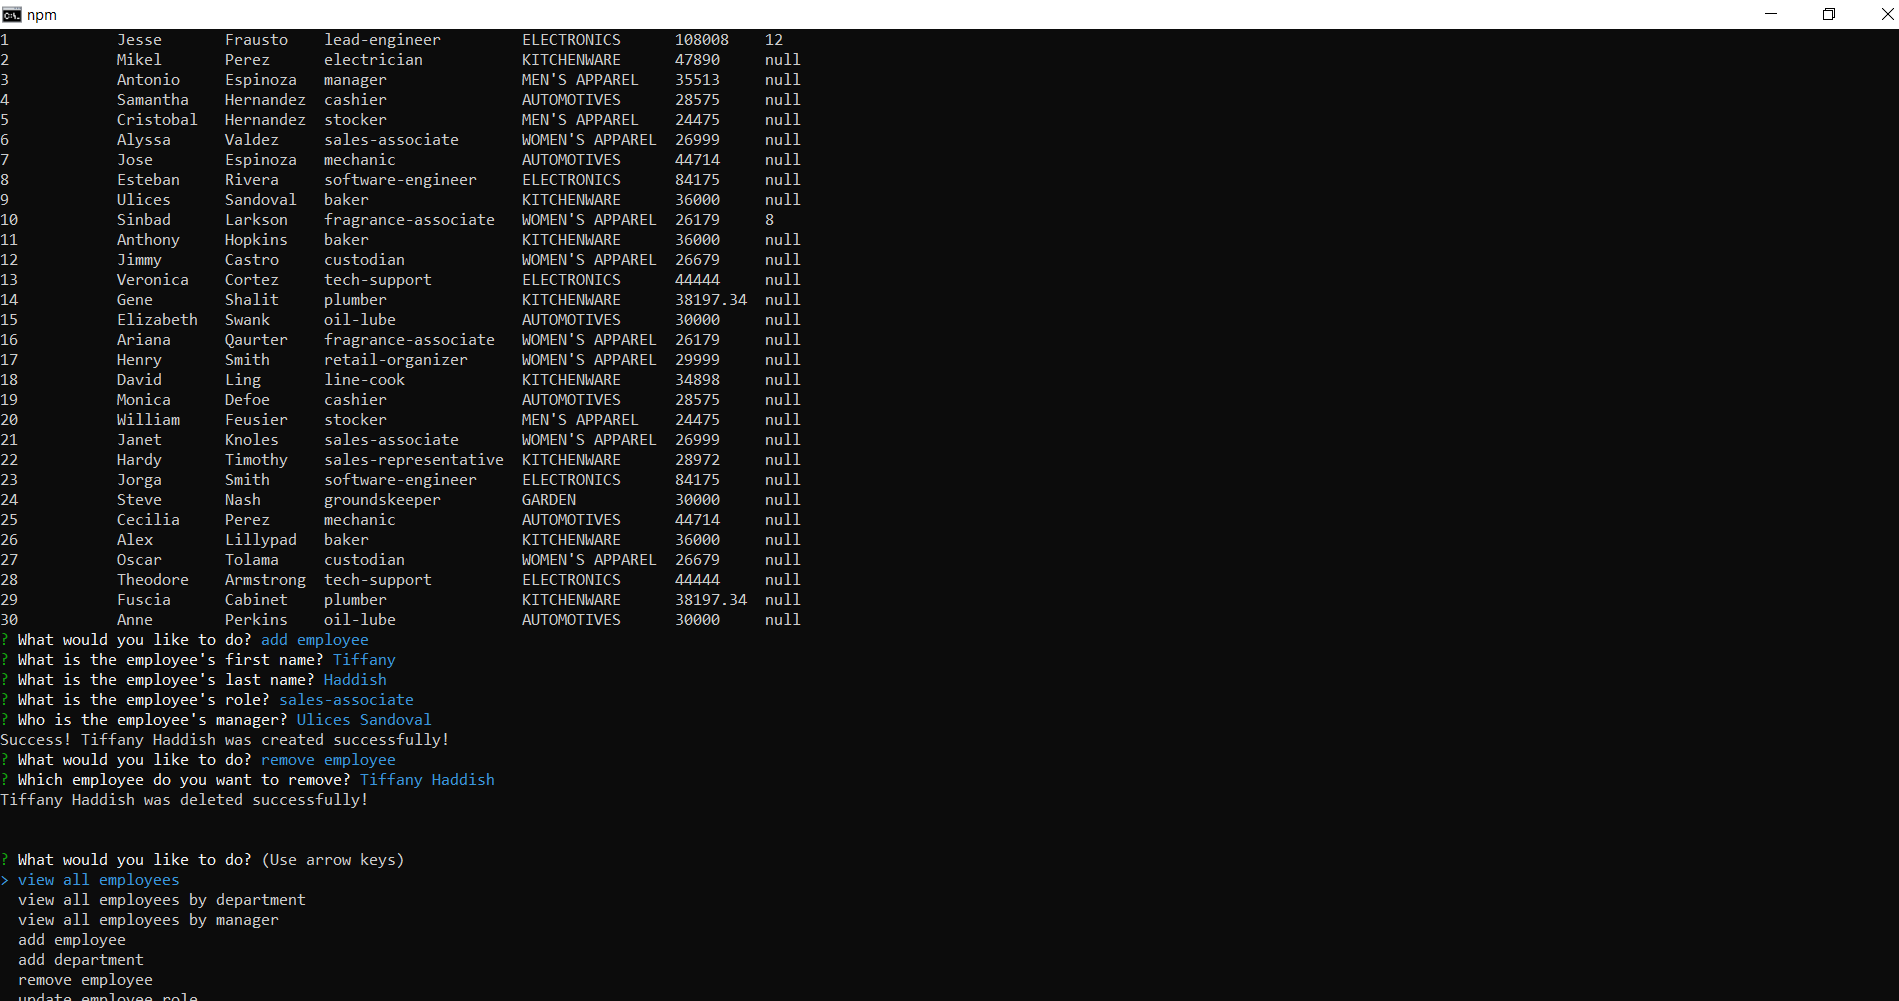 npm
1 Jesse Frausto lead-engineer ELECTRONICS 108008 12
2 Mikel Perez electrician KITCHENWARE 47890 null
3 Antonio Espinoza manager MEN'S APPAREL 35513 null
4 Samantha Hernandez cashier AUTOMOTIVES 28575 null
5 Cristobal Hernandez stocker MEN'S APPAREL 24475 null
6 Alyssa Valdez sales-associate WOMEN'S APPAREL 26999 null
7 Jose Espinoza mechanic AUTOMOTIVES 44714 null
8 Esteban Rivera software-engineer ELECTRONICS 84175 null
9 Ulices Sandoval baker KITCHENWARE 36000 null
10 Sinbad Larkson fragrance-associate WOMEN'S APPAREL 26179 8
11 Anthony Hopkins baker KITCHENWARE 36000 null
12 Jimmy Castro custodian WOMEN'S APPAREL 26679 null
13 Veronica Cortez tech-support ELECTRONICS 44444 null
14 Gene Shalit plumber KITCHENWARE 38197.34 null
15 Elizabeth Swank oil-lube AUTOMOTIVES 30000 null
16 Ariana Qaurter fragrance-associate WOMEN'S APPAREL 26179 null
17 Henry Smith retail-organizer WOMEN'S APPAREL 29999 null
18 David Ling line-cook KITCHENWARE 34898 null
19 Monica Defoe cashier AUTOMOTIVES 28575 null
20 William Feusier stocker MEN'S APPAREL 24475 null
21 Janet Knoles sales-associate WOMEN'S APPAREL 26999 null
22 Hardy Timothy sales-representative KITCHENWARE 28972 null
23 Jorga Smith software-engineer ELECTRONICS 84175 null
24 Steve Nash groundskeeper GARDEN 30000 null
25 Cecilia Perez mechanic AUTOMOTIVES 44714 null
26 Alex Lillypad baker KITCHENWARE 36000 null
27 Oscar Tolama custodian WOMEN'S APPAREL 26679 null
28 Theodore Armstrong tech-support ELECTRONICS 44444 null
29 Fuscia Cabinet plumber KITCHENWARE 38197.34 null
30 Anne Perkins oil-lube AUTOMOTIVES 30000 null
? What would you like to do? add employee
? What is the employee's first name? Tiffany
? What is the employee's last name? Haddish
? What is the employee's role? sales-associate
? Who is the employee's manager? Ulices Sandoval
Success! Tiffany Haddish was created successfully!
? What would you like to do? remove employee
? Which employee do you want to remove? Tiffany Haddish
Tiffany Haddish was deleted successfully!
? What would you like to do? (Use arrow keys)
> view all employees
view all employees by department
view all employees by manager
add employee
add department
remove employee
update employee role